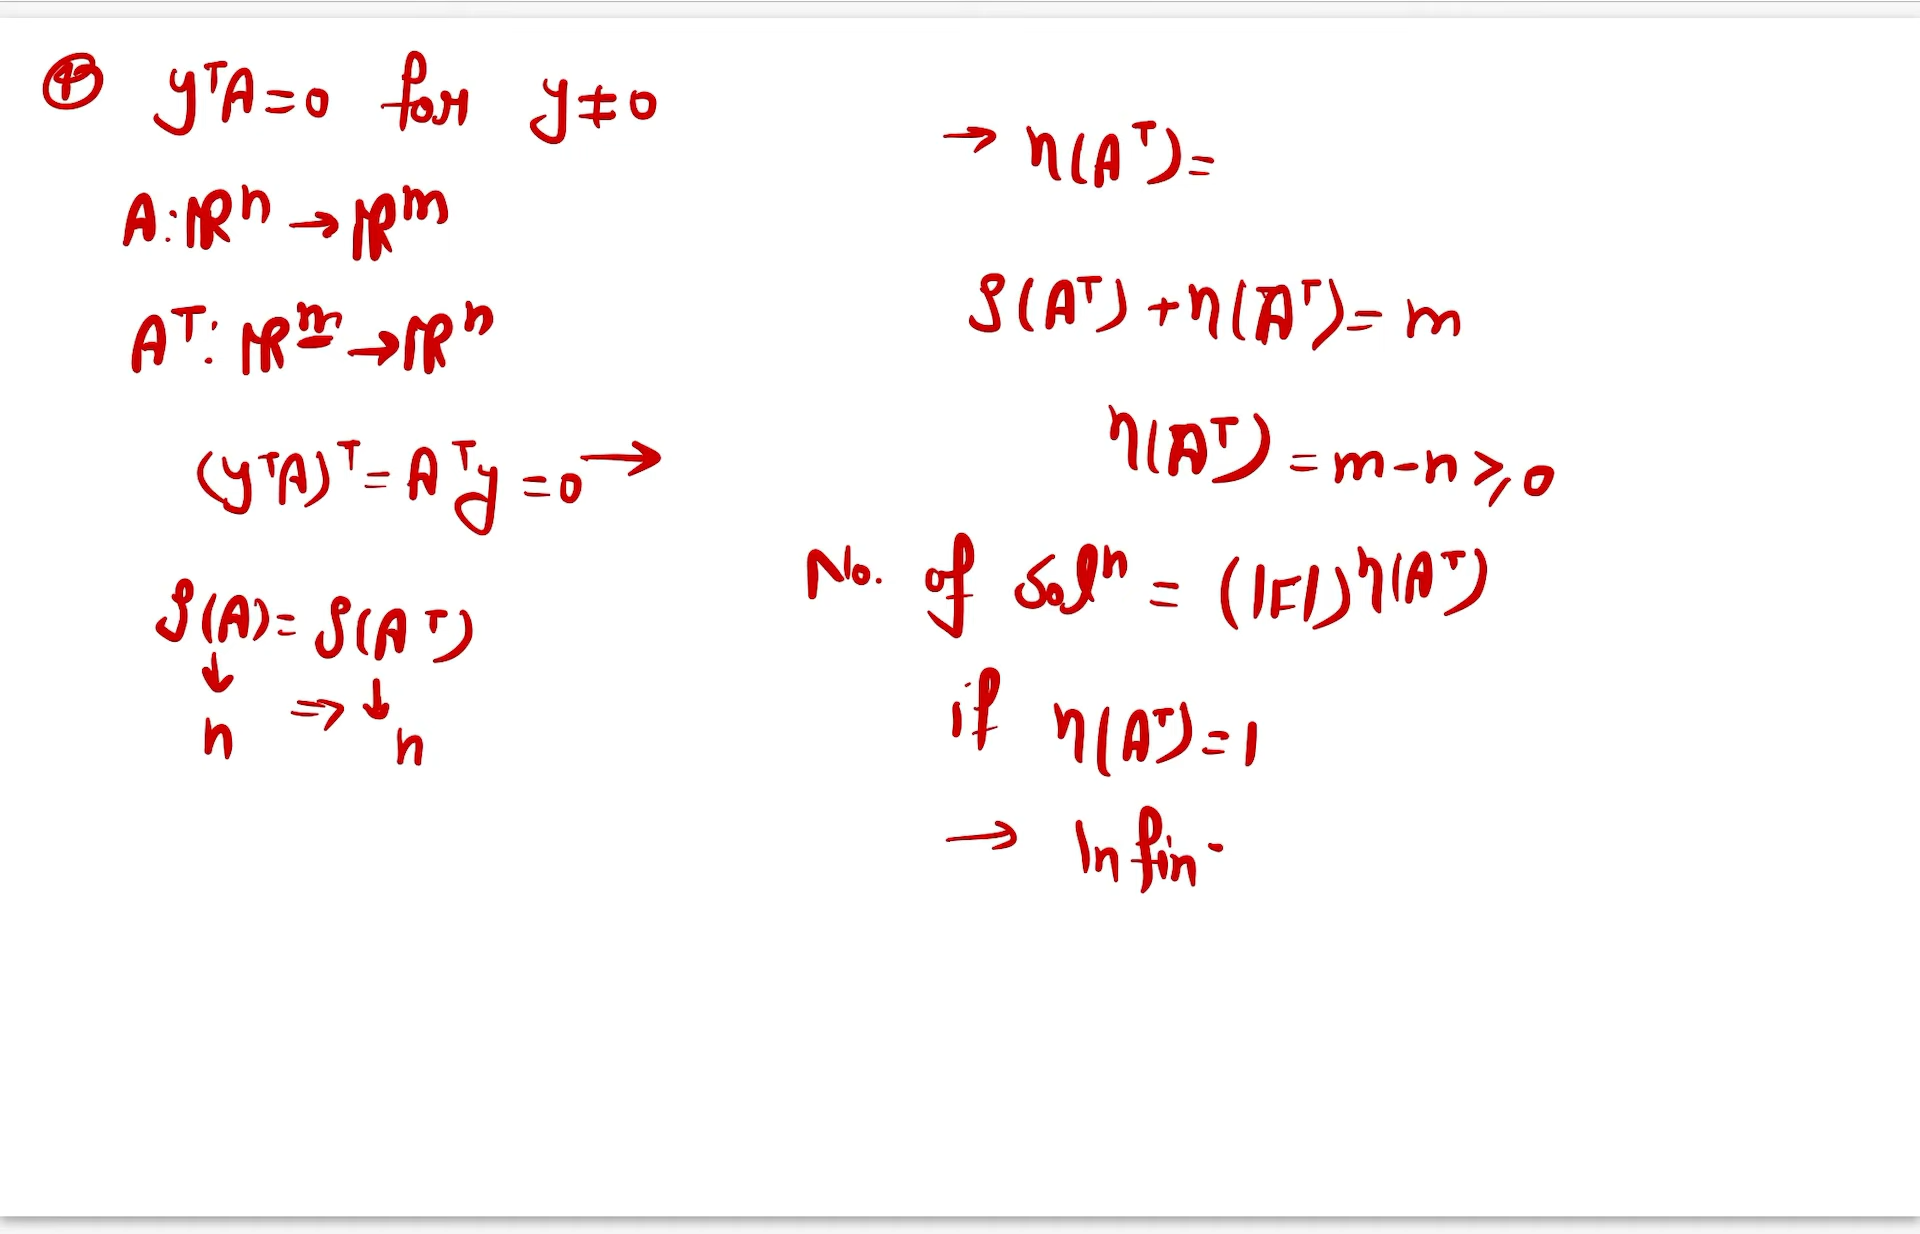 ④ yᵀA=0 for y≠0
A:ℝⁿ→ℝᵐ
Aᵀ:ℝᵐ→ℝⁿ
(yᵀA)ᵀ=Aᵀy=0→
ρ(A)=ρ(Aᵀ)
↓ ↓
n ⇒ n
→ η(Aᵀ)=
ρ(Aᵀ)+η(Aᵀ)=m
η(Aᵀ)=m-n≥0
No. of solⁿ = (|F|)^η(Aᵀ)
if η(Aᵀ)=1
→ Infin-